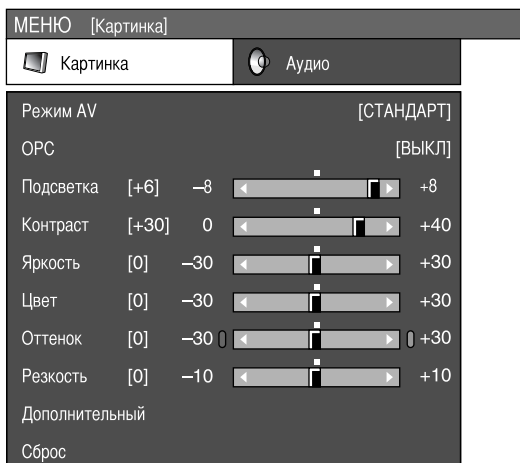 МЕНЮ [Картинка]
Картинка Аудио
Режим AV [СТАНДАРТ]
OPC [ВЫКЛ]
Подсветка [+6] –8 +8
Контраст [+30] 0 +40
Яркость [0] –30 +30
Цвет [0] –30 +30
Оттенок [0] –30 +30
Резкость [0] –10 +10
Дополнительный
Сброс